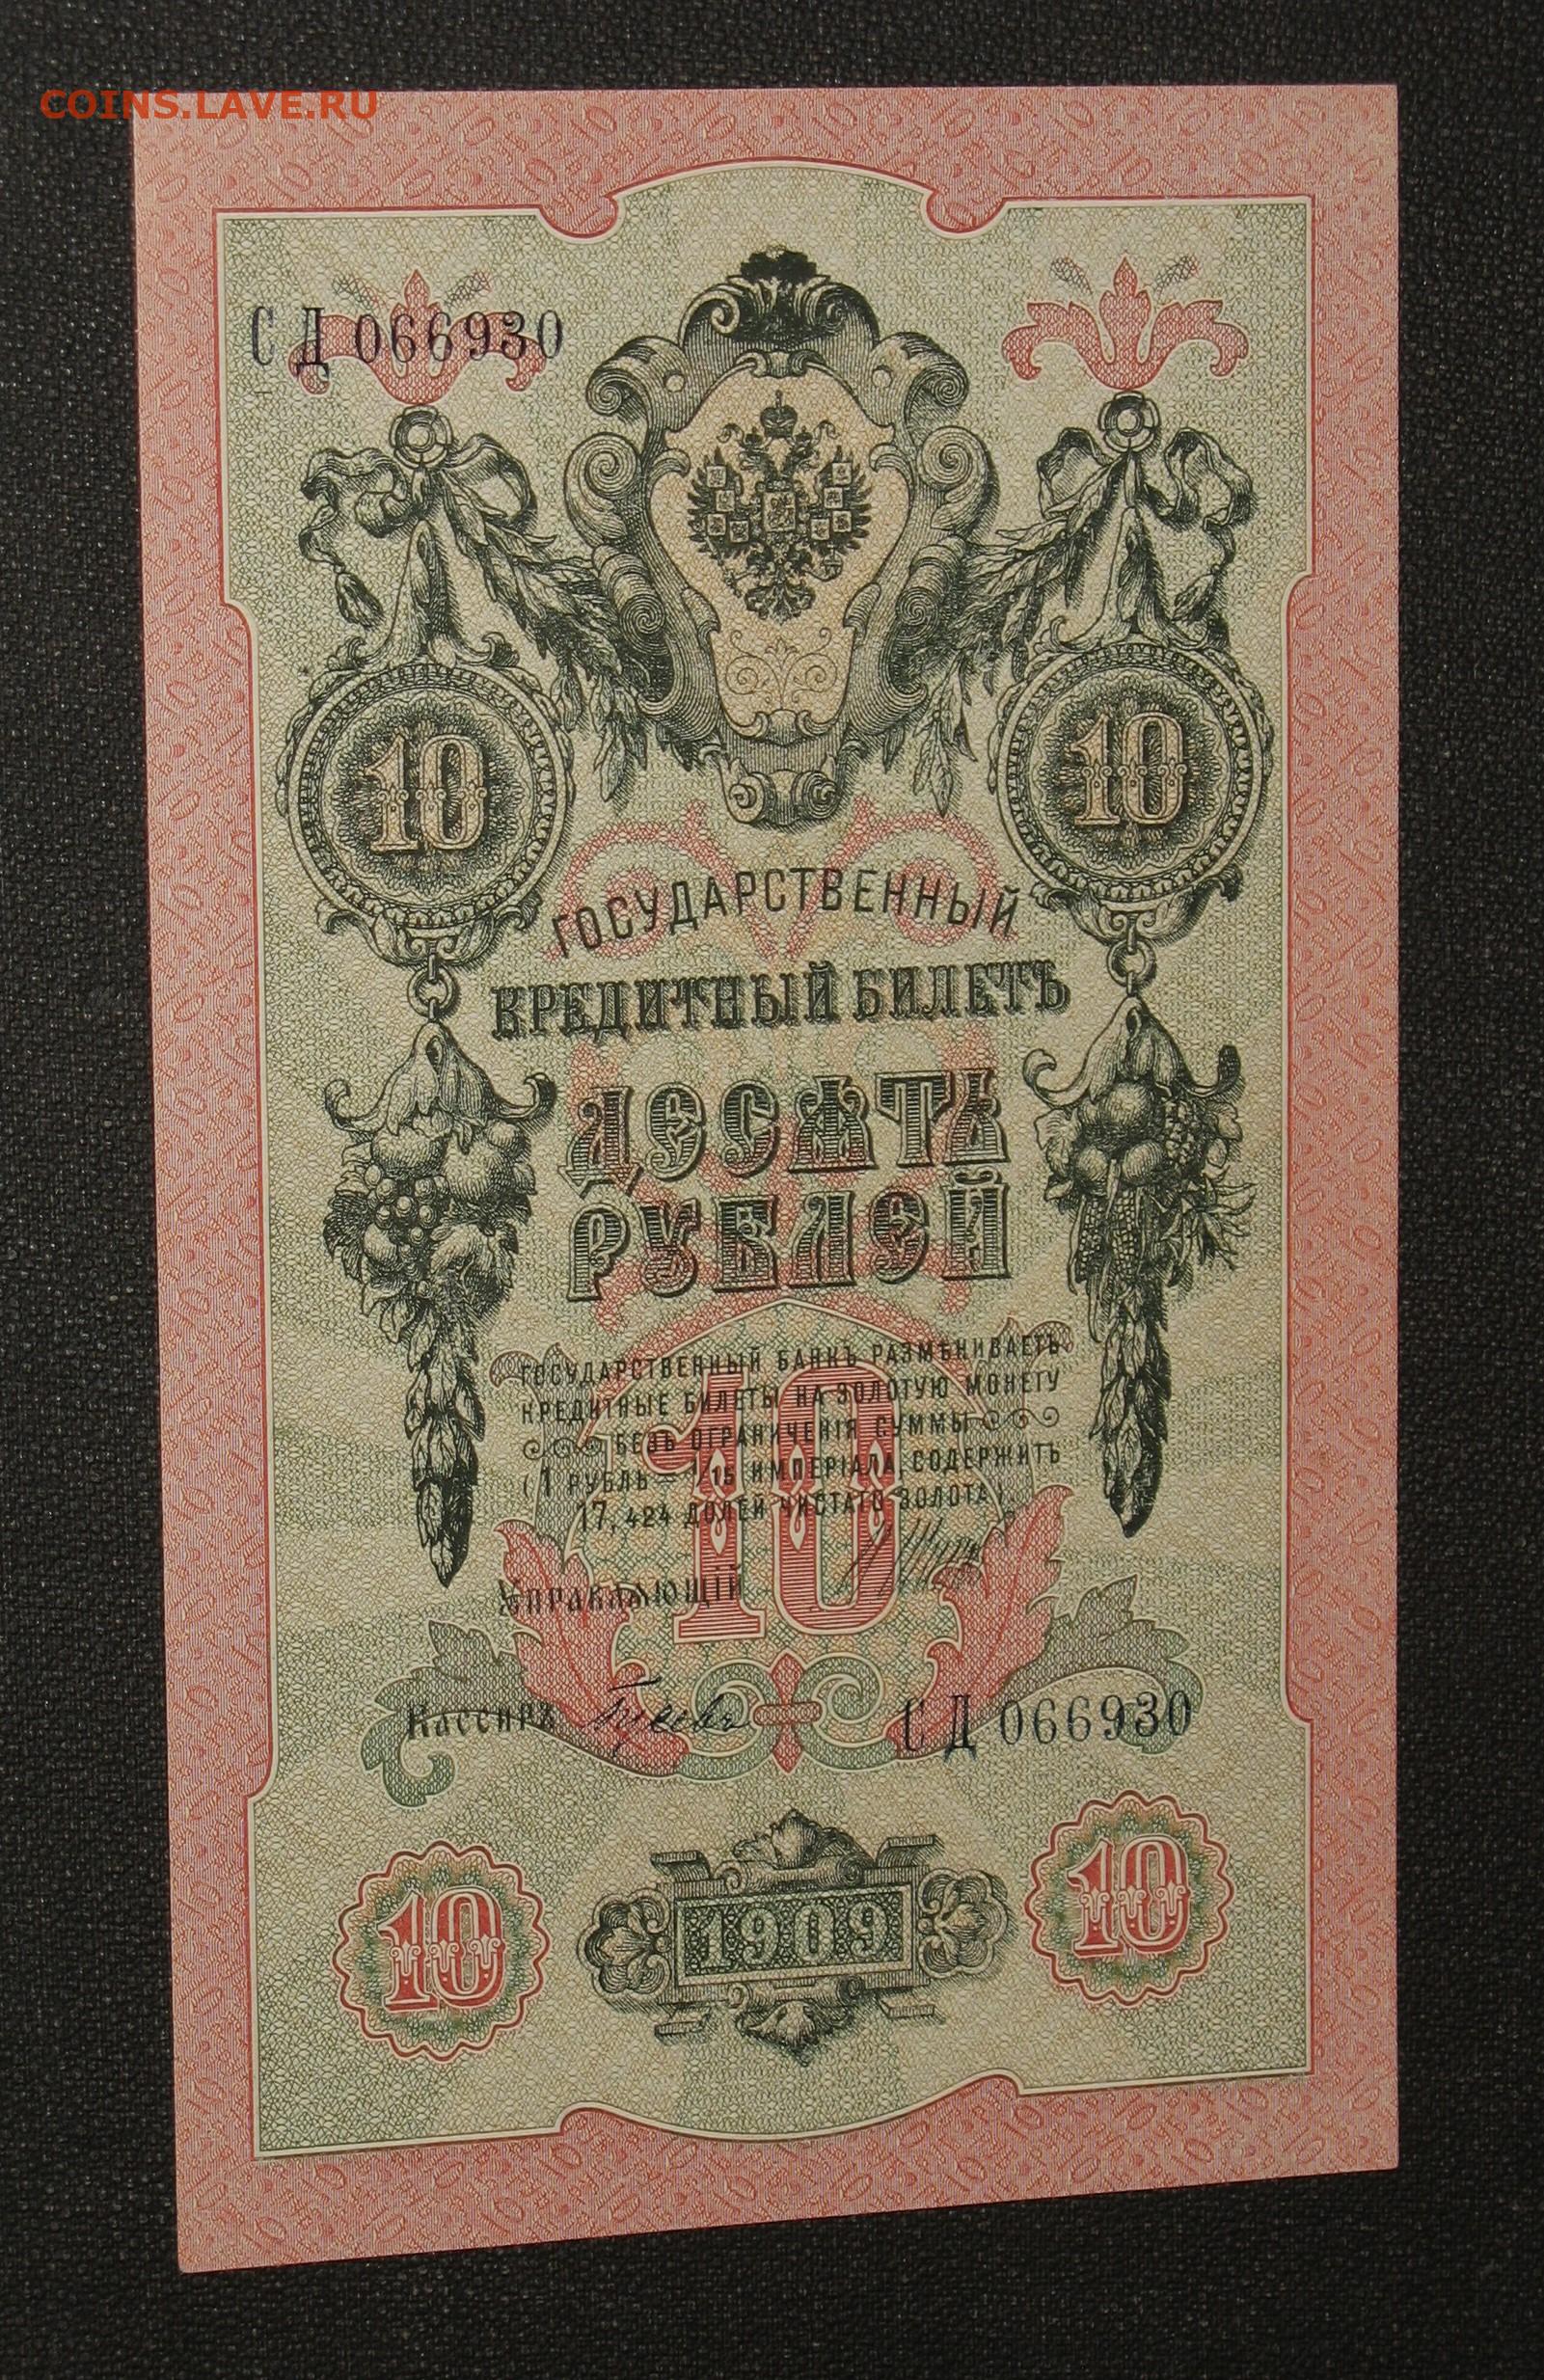 COINS.LAVE.RU
СД 066930
10 10
ГОСУДАРСТВЕННЫЙ
КРЕДИТНЫЙ БИЛЕТЪ
ДЕСЯТЬ
РУБЛЕЙ
ГОСУДАРСТВЕННЫЙ БАНКЪ РАЗМѢНИВАЕТЪ
КРЕДИТНЫЕ БИЛЕТЫ НА ЗОЛОТУЮ МОНЕТУ
БЕЗЪ ОГРАНИЧЕНІЯ СУММЫ
(1 РУБЛЬ = 1/15 ИМПЕРІАЛА, СОДЕРЖИТЪ
17,424 ДОЛЕЙ ЧИСТАГО ЗОЛОТА).
10
Управляющій
Кассиръ
СД 066930
10 1909 10